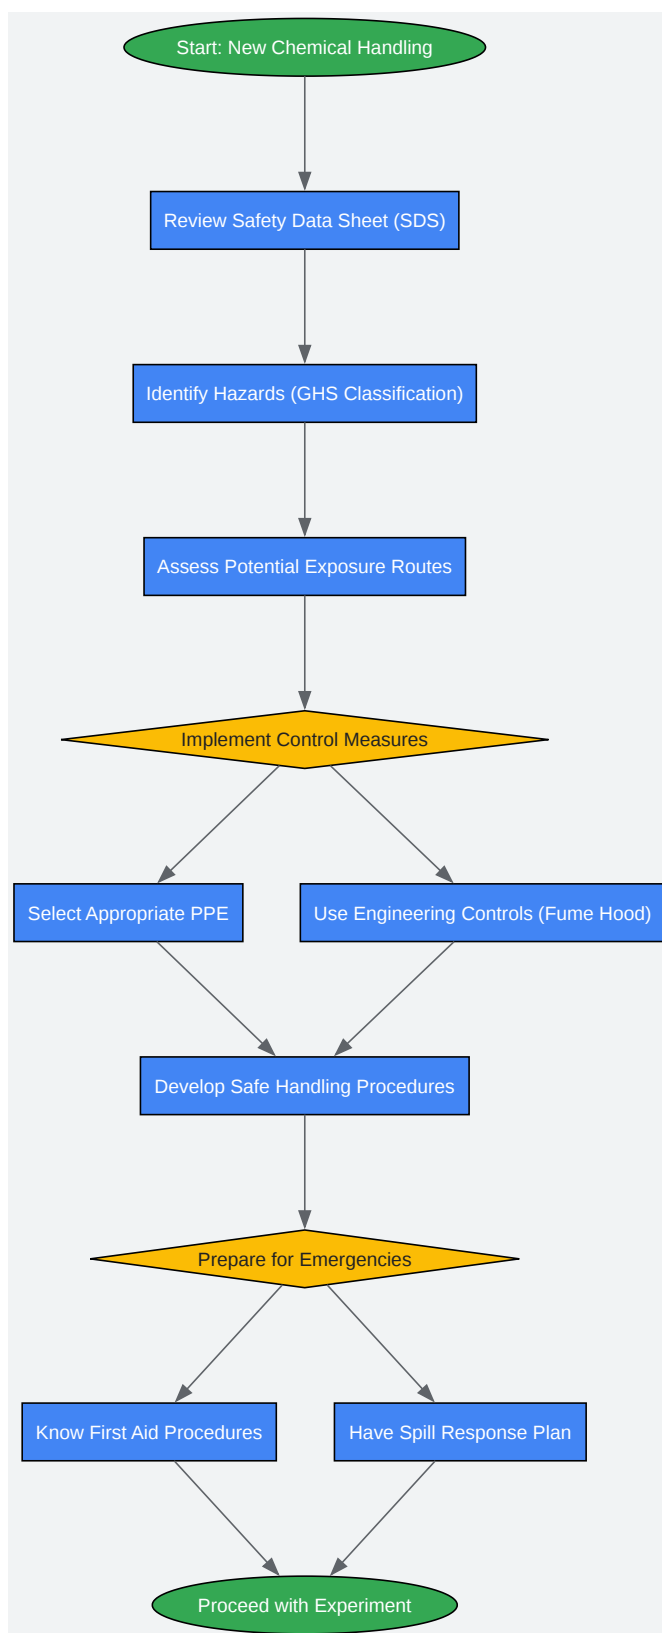 Start: New Chemical Handling
Review Safety Data Sheet (SDS)
Identify Hazards (GHS Classification)
Assess Potential Exposure Routes
Implement Control Measures
Select Appropriate PPE
Use Engineering Controls (Fume Hood)
Develop Safe Handling Procedures
Prepare for Emergencies
Know First Aid Procedures
Have Spill Response Plan
Proceed with Experiment